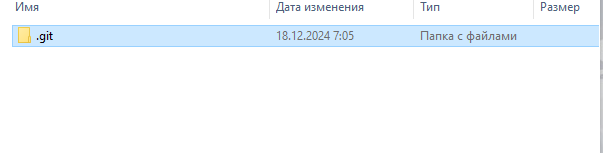 Имя Дата изменения Тип Размер
.git 18.12.2024 7:05 Папка с файлами